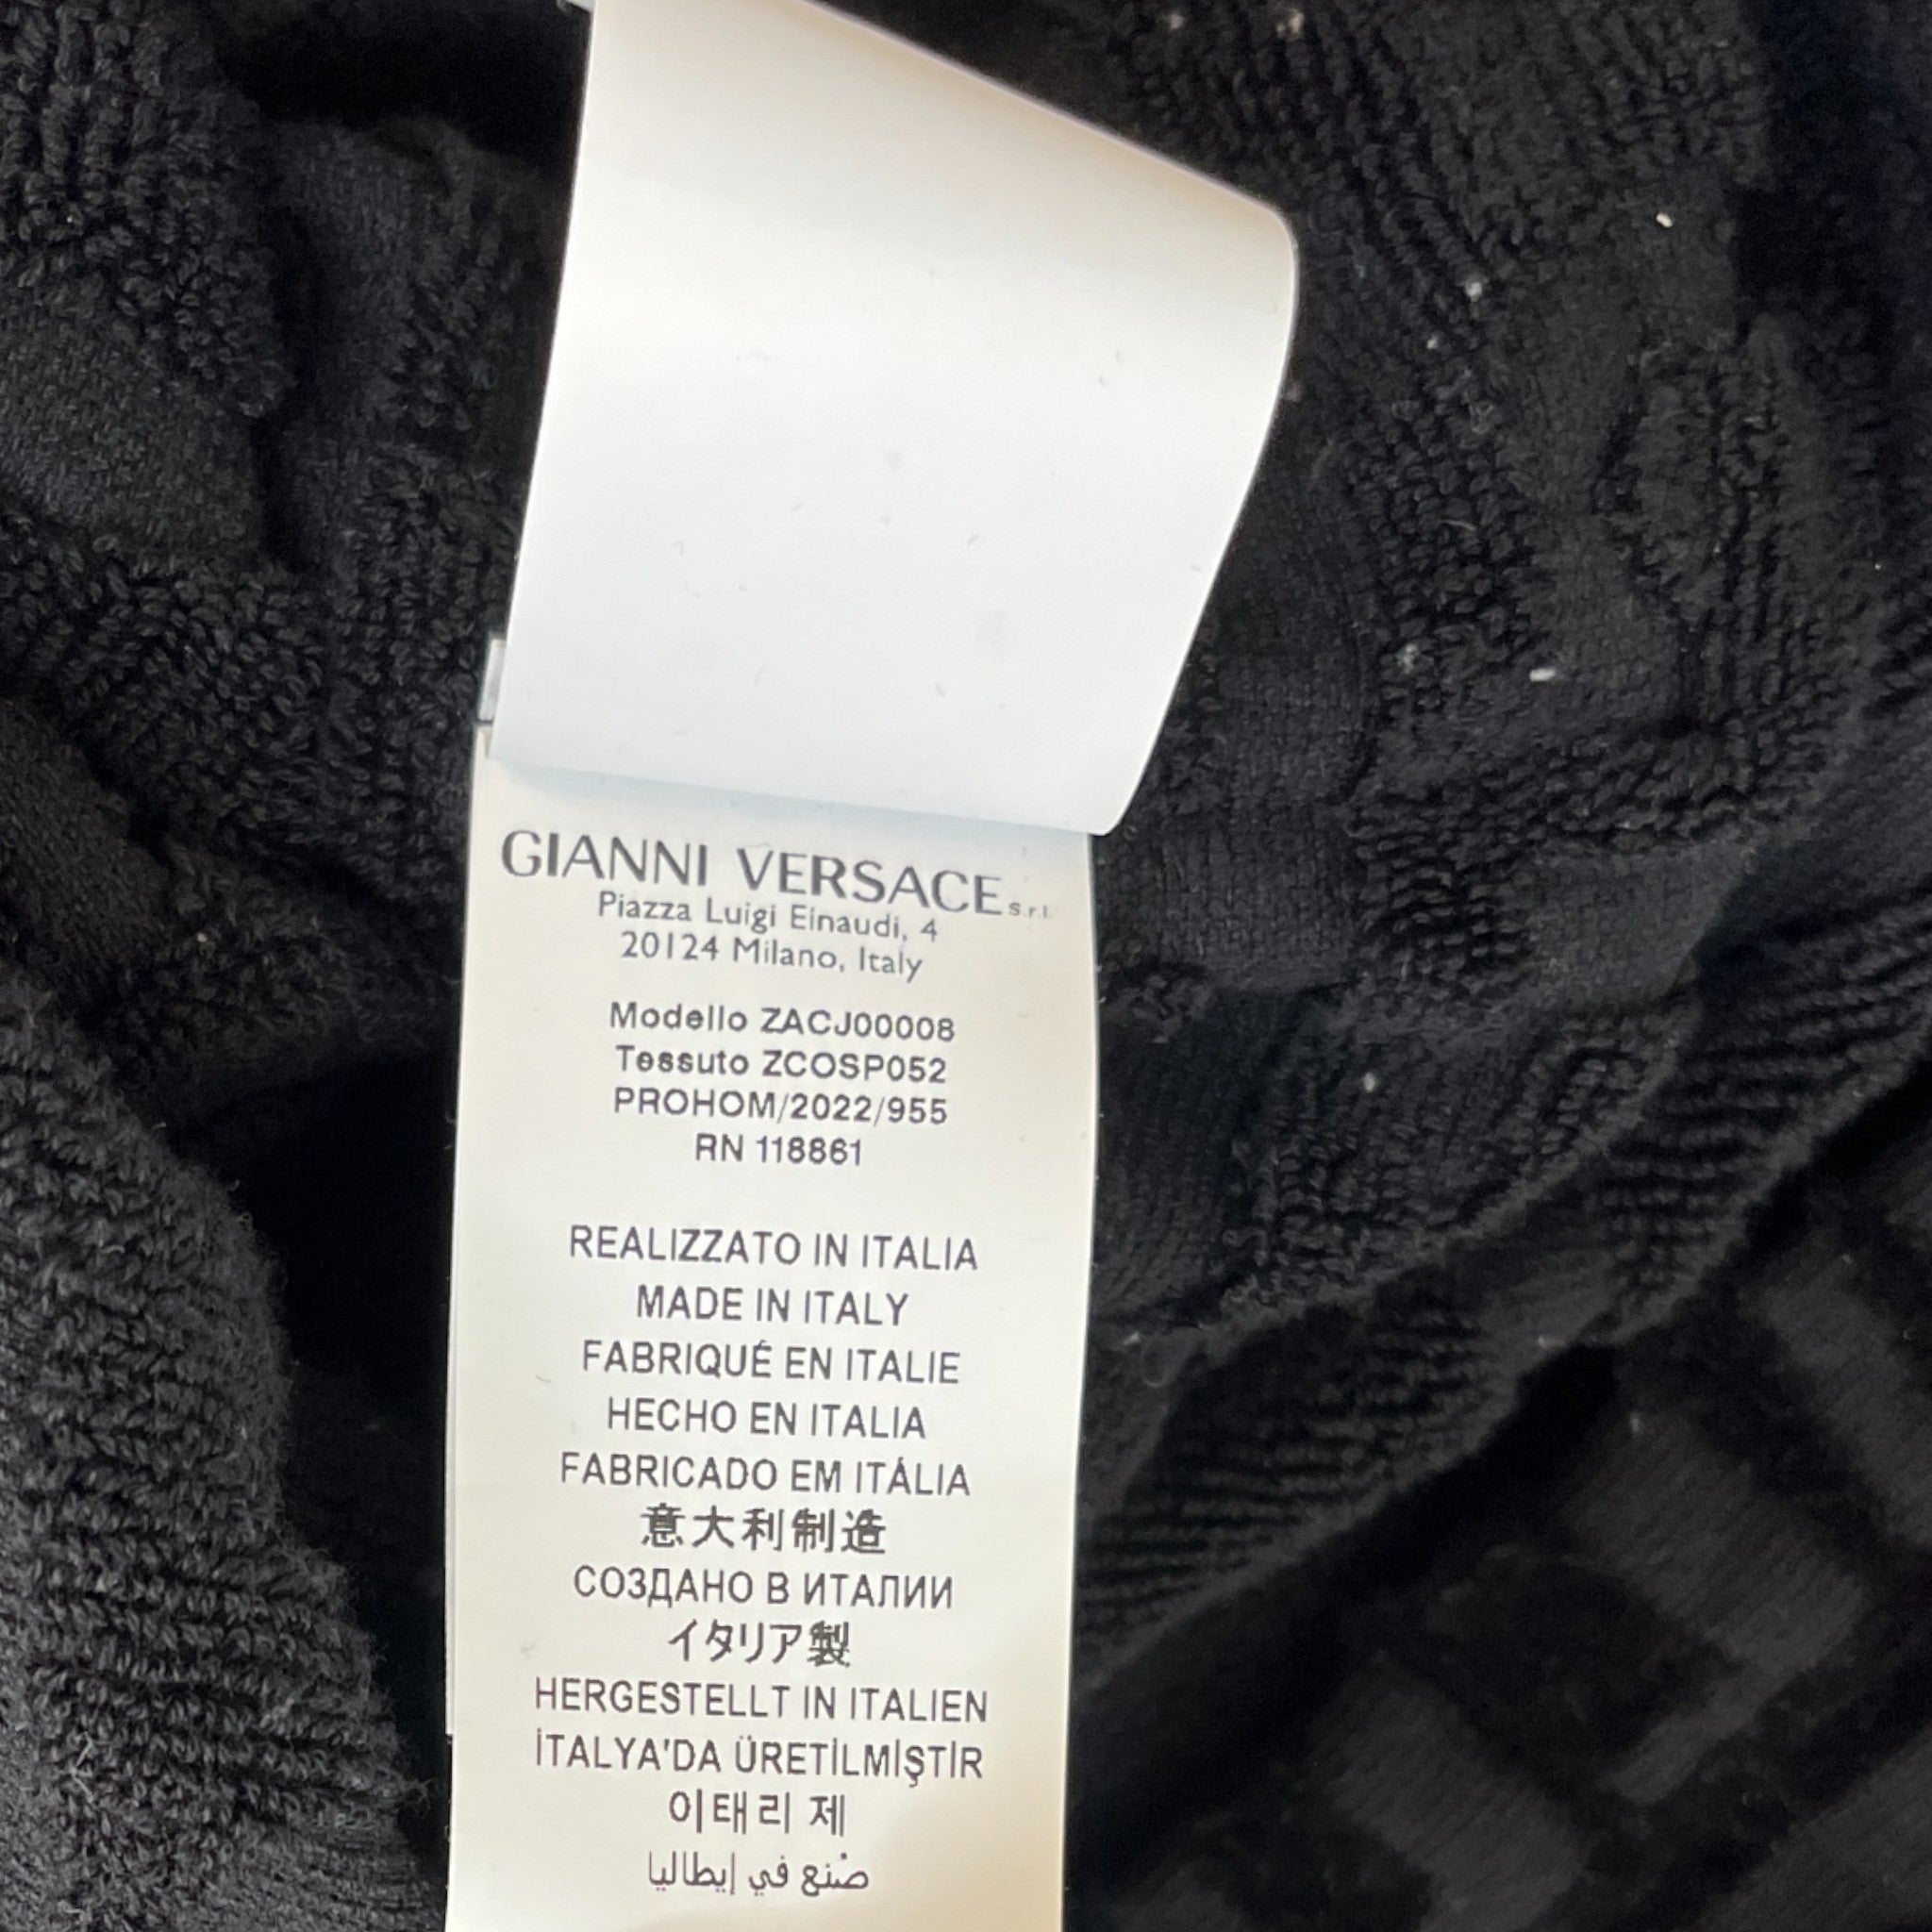 GIANNI VERSACE s.r.l.
Piazza Luigi Einaudi, 4
20124 Milano, Italy
Modello ZACJ00008
Tessuto ZCOSP052
PROHOM/2022/955
RN 118861
REALIZZATO IN ITALIA
MADE IN ITALY
FABRIQUÉ EN ITALIE
HECHO EN ITALIA
FABRICADO EM ITÁLIA
意大利制造
СОЗДАНО В ИТАЛИИ
イタリア製
HERGESTELLT IN ITALIEN
İTALYA'DA ÜRETİLMİŞTİR
이태리 제
صُنع في إيطاليا